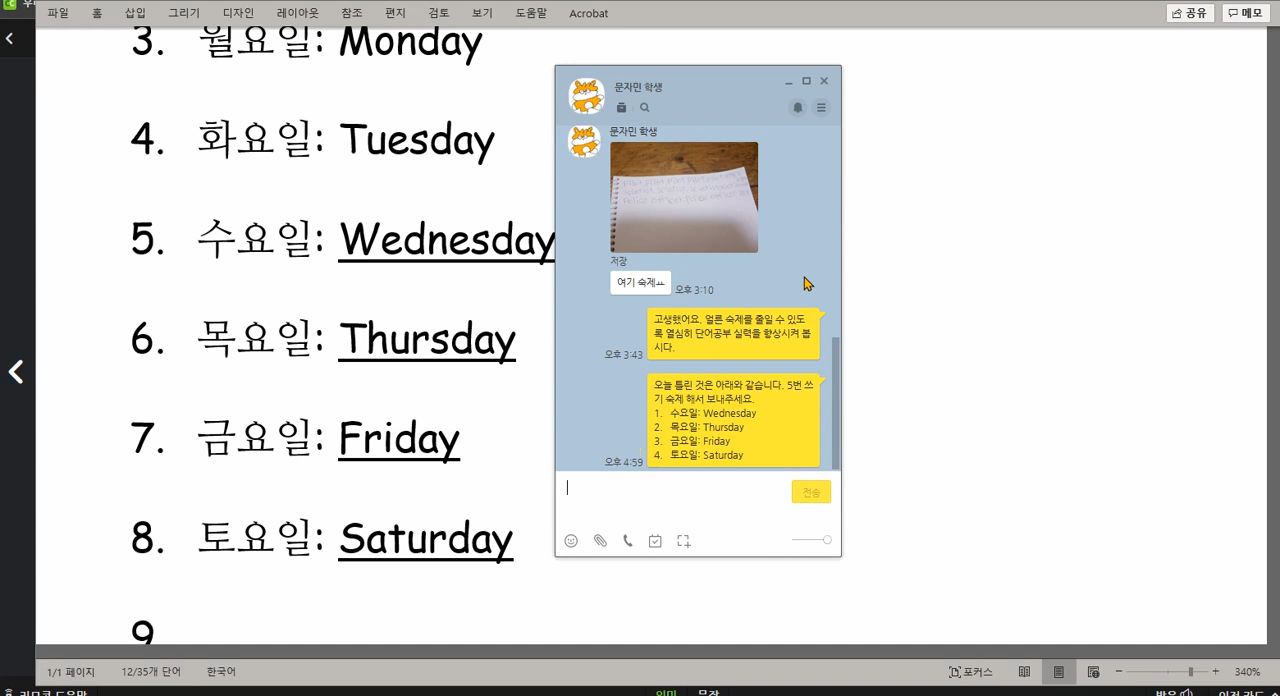 파일 홈 삽입 그리기 디자인 레이아웃 참조 편지 검토 보기 도움말 Acrobat 공유 메모
3. 월요일: Monday
4. 화요일: Tuesday
5. 수요일: Wednesday
6. 목요일: Thursday
7. 금요일: Friday
8. 토요일: Saturday
9
문자민 학생
문자민 학생
저장
여기 숙제ㅛ
오후 3:10
고생했어요. 얼른 숙제를 줄일 수 있도
록 열심히 단어공부 실력을 향상시켜 봅
시다.
오후 3:43
오늘 틀린 것은 아래와 같습니다. 5번 쓰
기 숙제 해서 보내주세요.
1. 수요일: Wednesday
2. 목요일: Thursday
3. 금요일: Friday
4. 토요일: Saturday
오후 4:59
전송
1/1 페이지 12/35개 단어 한국어 포커스 340%